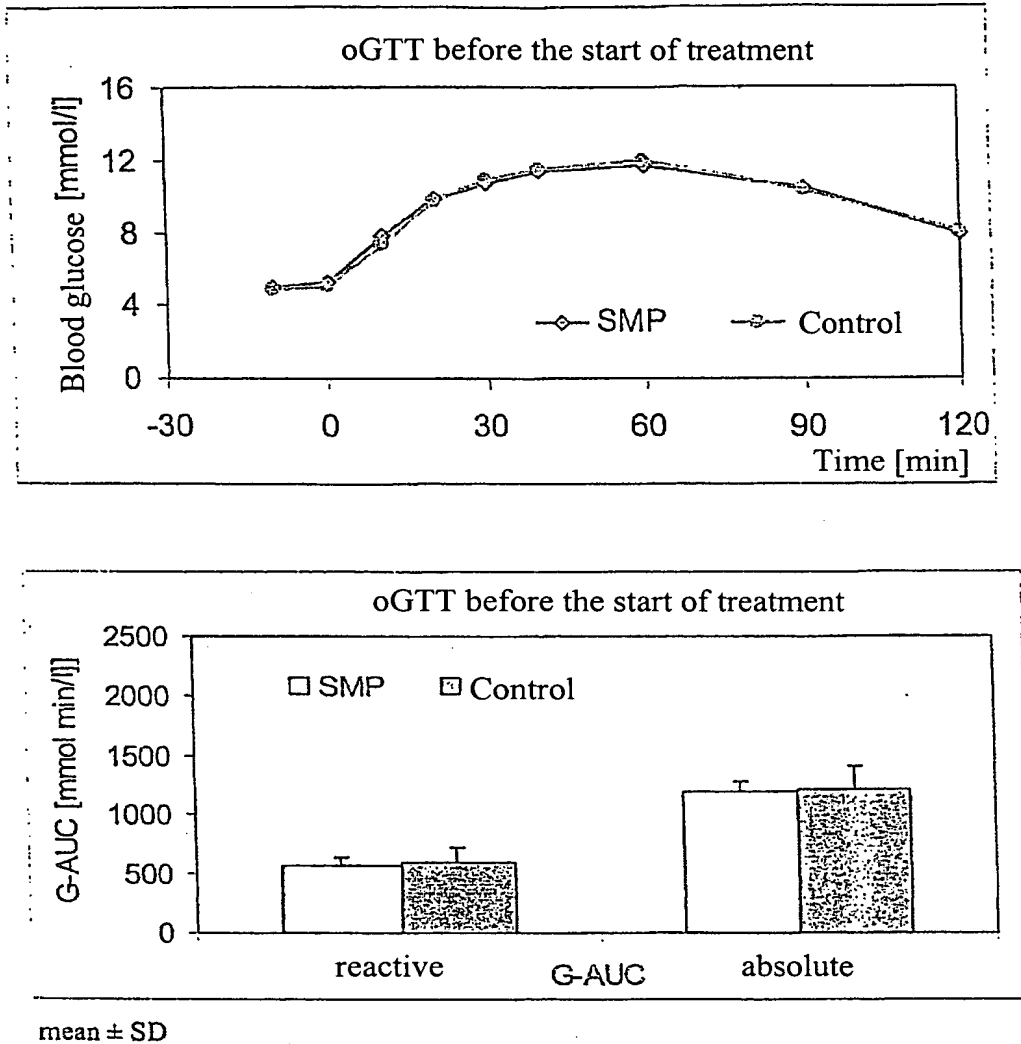 oGTT before the start of treatment
Blood glucose [mmol/l]
16
12
8
4
0
SMP
Control
-30 0 30 60 90 120
Time [min]
oGTT before the start of treatment
G-AUC [mmol min/l]]
2500
2000
1500
1000
500
0
SMP
Control
reactive
G-AUC
absolute
mean ± SD